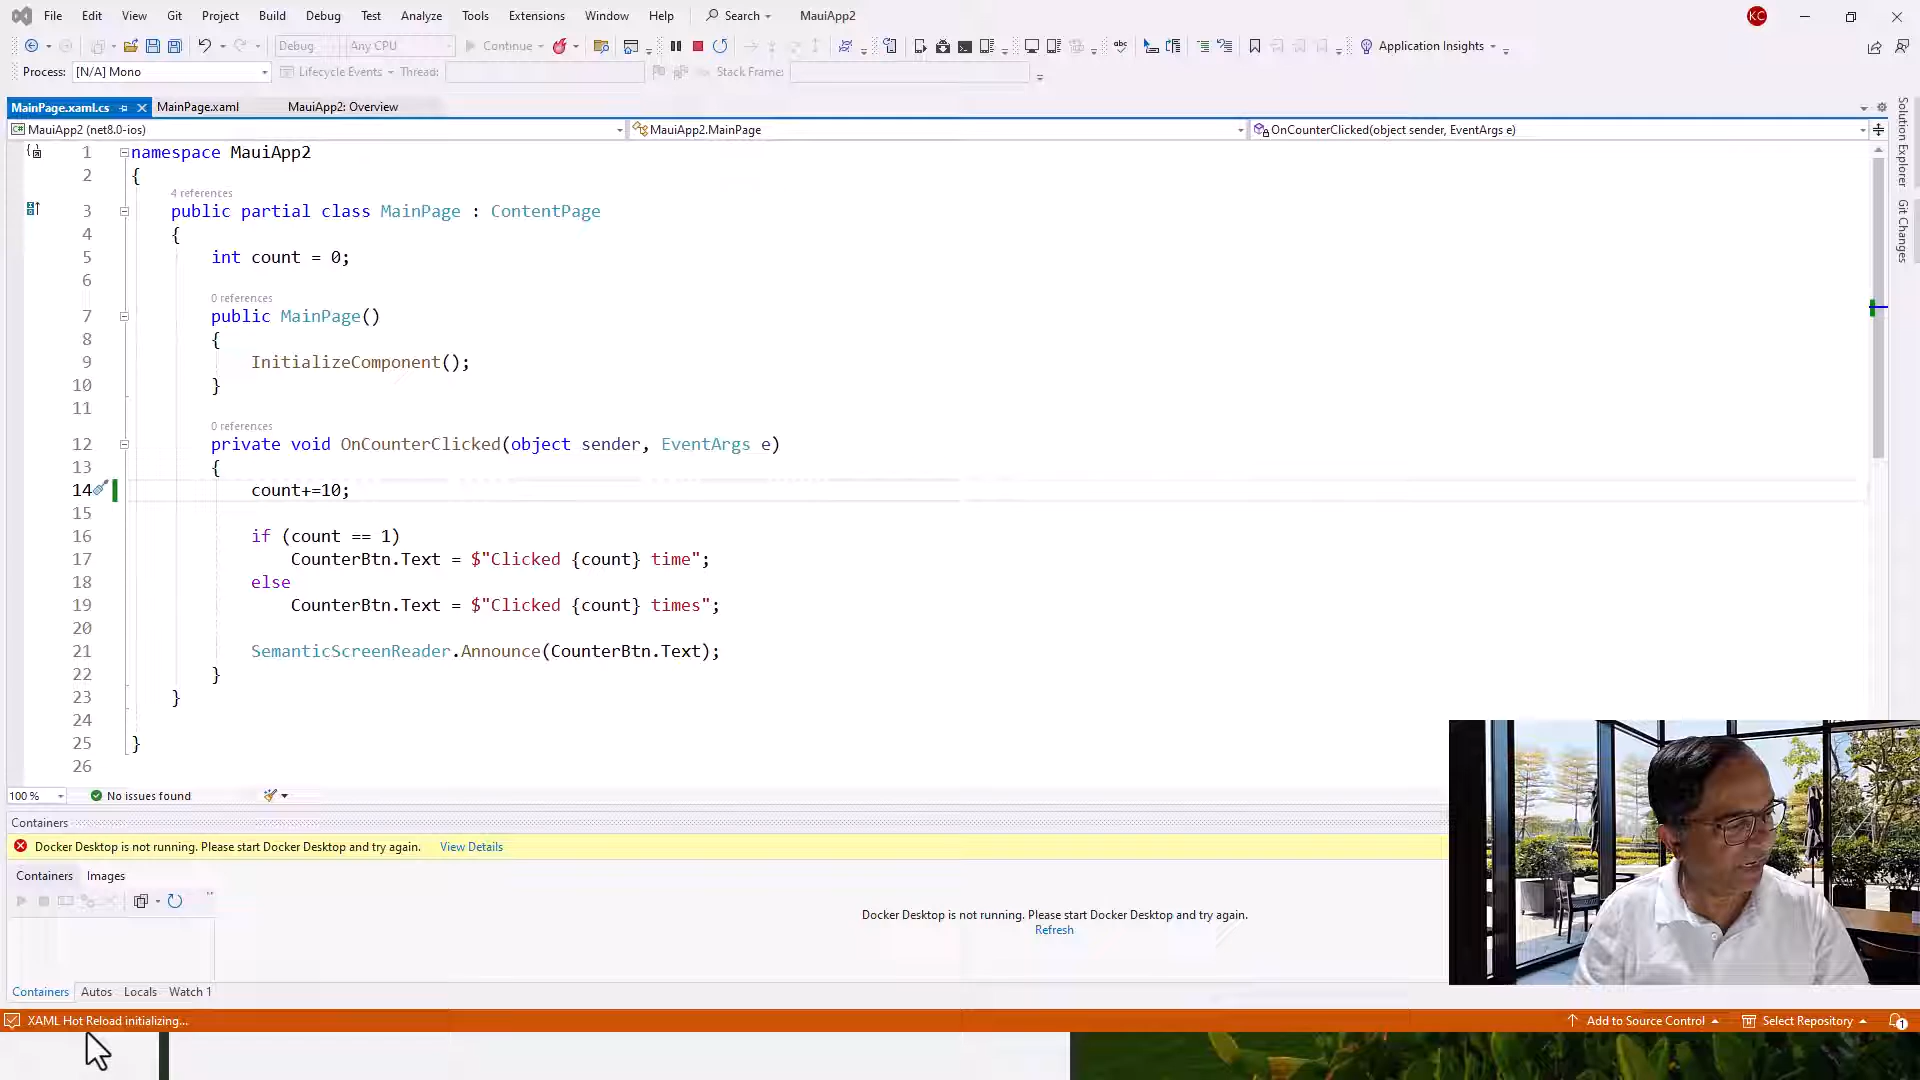 File Edit View Git Project Build Debug Test Analyze Tools Extensions Window Help Search MauiApp2 KC
Debug Any CPU Continue Application Insights
Process: [N/A] Mono Lifecycle Events Thread: Stack Frame:
MainPage.xaml.cs MainPage.xaml MauiApp2: Overview
MauiApp2 (net8.0-ios) MauiApp2.MainPage OnCounterClicked(object sender, EventArgs e)
Solution Explorer
Git Changes
1 namespace MauiApp2
2 {
4 references
3 public partial class MainPage : ContentPage
4 {
5 int count = 0;
6
0 references
7 public MainPage()
8 {
9 InitializeComponent();
10 }
11
0 references
12 private void OnCounterClicked(object sender, EventArgs e)
13 {
14 count+=10;
15
16 if (count == 1)
17 CounterBtn.Text = $"Clicked {count} time";
18 else
19 CounterBtn.Text = $"Clicked {count} times";
20
21 SemanticScreenReader.Announce(CounterBtn.Text);
22 }
23 }
24
25 }
26
100 % No issues found
Containers
Docker Desktop is not running. Please start Docker Desktop and try again. View Details
Containers Images
Docker Desktop is not running. Please start Docker Desktop and try again.
Refresh
Containers Autos Locals Watch 1
XAML Hot Reload initializing... Add to Source Control Select Repository 1